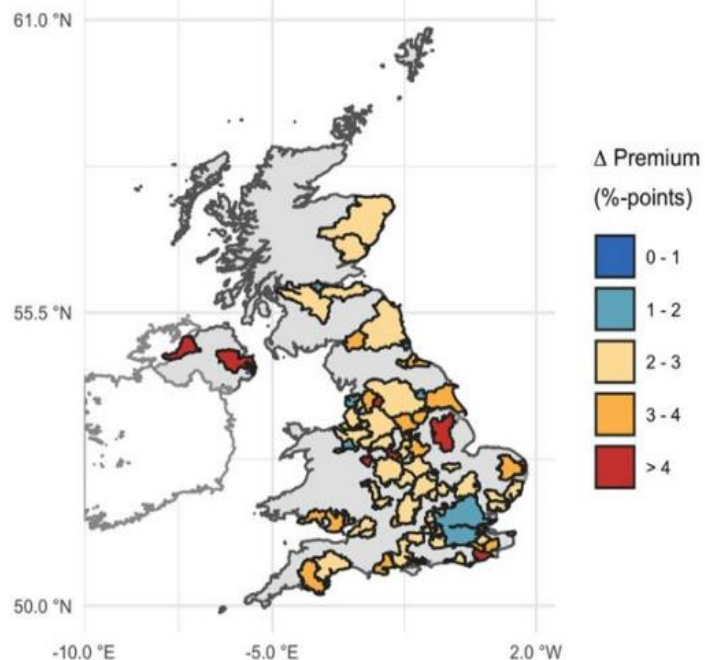 61.0 °N
55.5 °N
50.0 °N
-10.0 °E
-5.0 °E
2.0 °W
Δ Premium
(%-points)
0 - 1
1 - 2
2 - 3
3 - 4
> 4